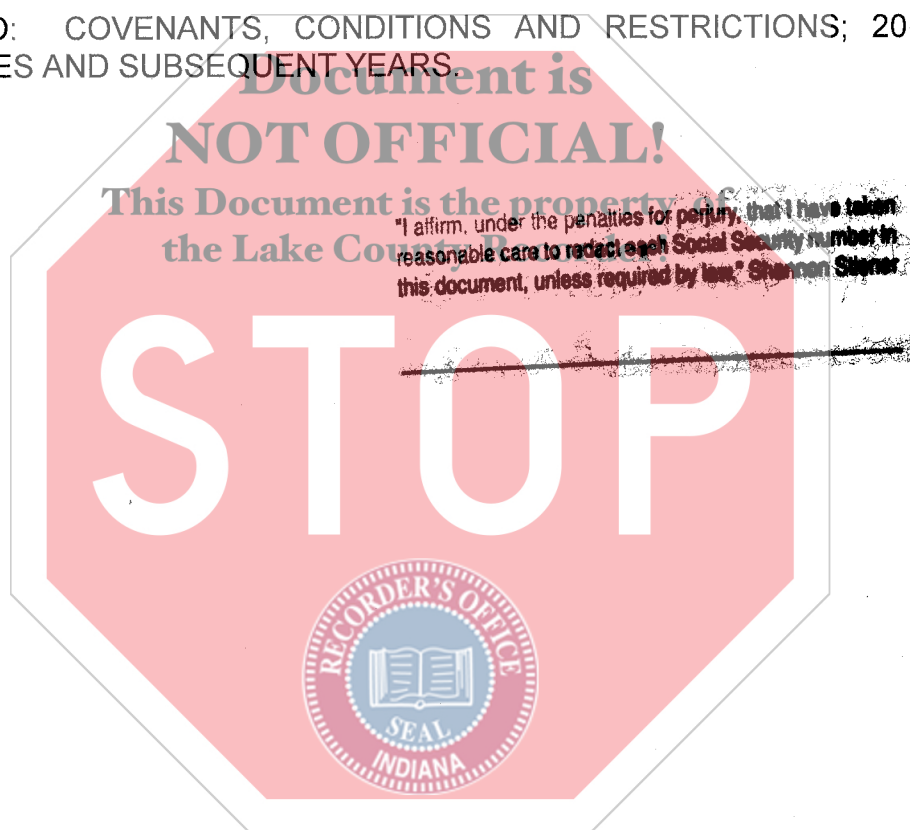 D: COVENANTS, CONDITIONS AND RESTRICTIONS; 20
ES AND SUBSEQUENT YEARS.
Document is
NOT OFFICIAL!
This Document is the property of
the Lake County Recorder!
"I affirm, under the penalties for perjury, that I have taken
reasonable care to redact each Social Security number in
this document, unless required by law." Shannon
STOP
RECORDER'S OFFICE
SEAL
INDIANA